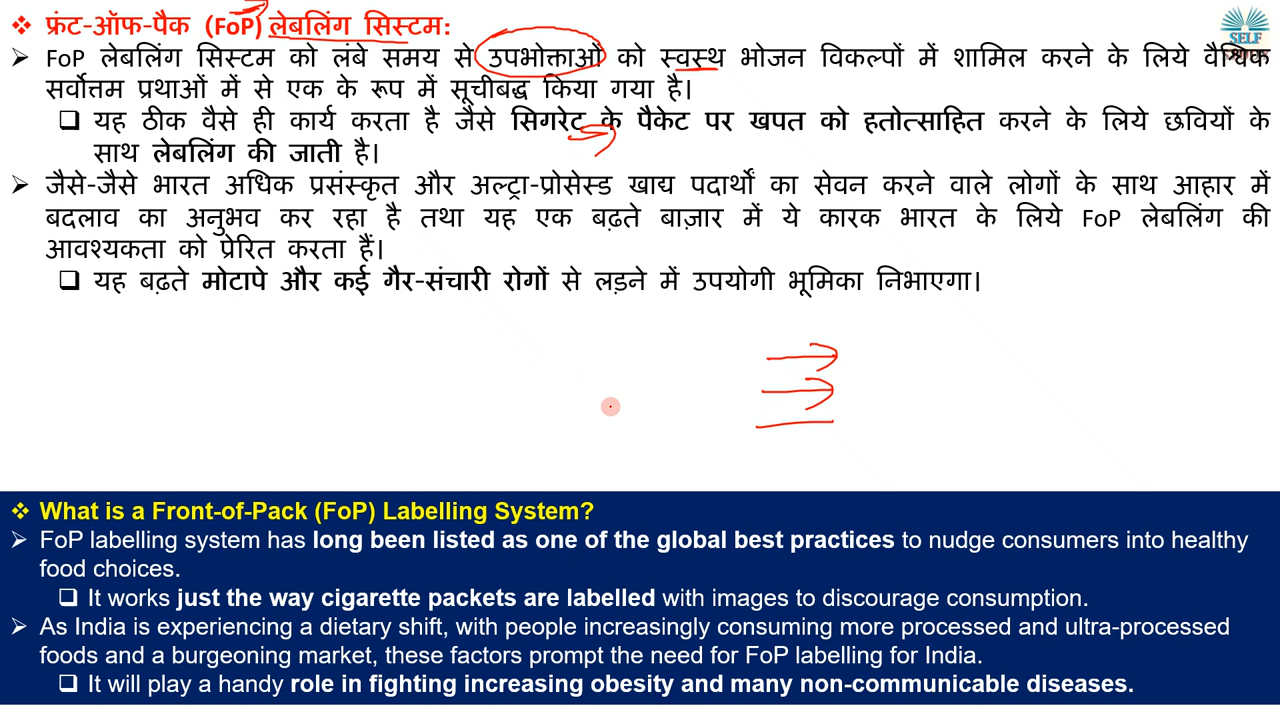 ❖ फ्रंट-ऑफ-पैक (FoP) लेबलिंग सिस्टम:
SELF
➢ FoP लेबलिंग सिस्टम को लंबे समय से उपभोक्ताओं को स्वस्थ भोजन विकल्पों में शामिल करने के लिये वैश्विक
सर्वोत्तम प्रथाओं में से एक के रूप में सूचीबद्ध किया गया है।
❑ यह ठीक वैसे ही कार्य करता है जैसे सिगरेट के पैकेट पर खपत को हतोत्साहित करने के लिये छवियों के
साथ लेबलिंग की जाती है।
➢ जैसे-जैसे भारत अधिक प्रसंस्कृत और अल्ट्रा-प्रोसेस्ड खाद्य पदार्थों का सेवन करने वाले लोगों के साथ आहार में
बदलाव का अनुभव कर रहा है तथा यह एक बढ़ते बाज़ार में ये कारक भारत के लिये FoP लेबलिंग की
आवश्यकता को प्रेरित करता हैं।
❑ यह बढ़ते मोटापे और कई गैर-संचारी रोगों से लड़ने में उपयोगी भूमिका निभाएगा।
❖ What is a Front-of-Pack (FoP) Labelling System?
➢ FoP labelling system has long been listed as one of the global best practices to nudge consumers into healthy
food choices.
❑ It works just the way cigarette packets are labelled with images to discourage consumption.
➢ As India is experiencing a dietary shift, with people increasingly consuming more processed and ultra-processed
foods and a burgeoning market, these factors prompt the need for FoP labelling for India.
❑ It will play a handy role in fighting increasing obesity and many non-communicable diseases.